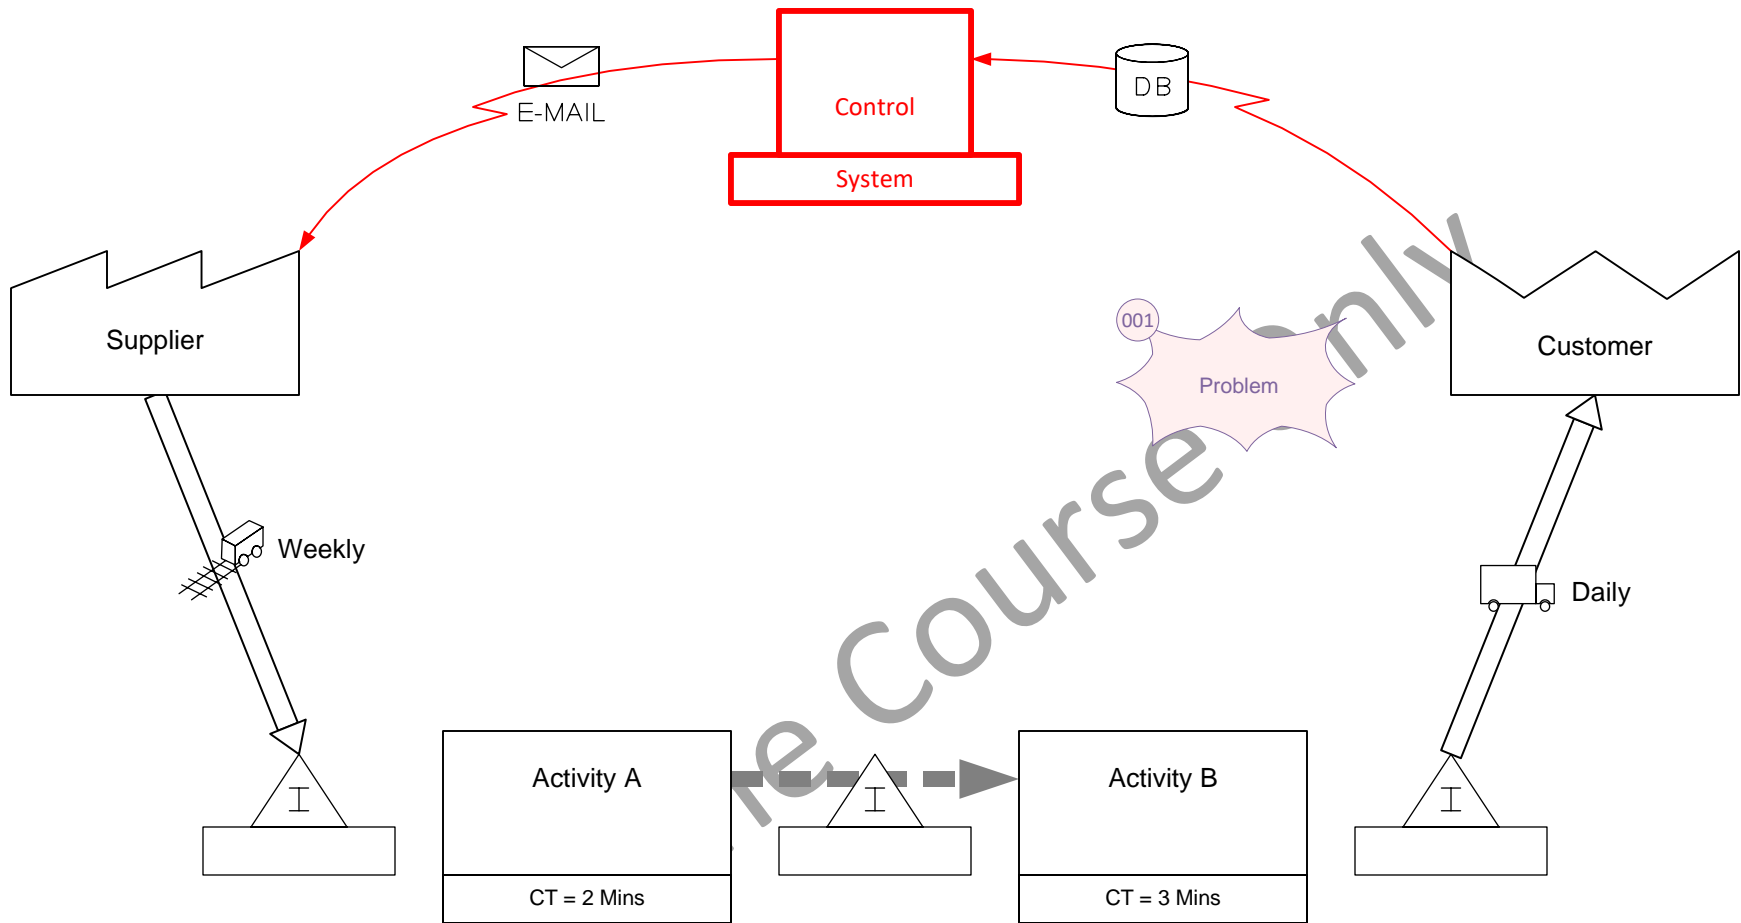 E-MAIL
DB
Control
System
001
Problem
Supplier
Customer
Weekly
Daily
Activity A
I
I
Activity B
I
CT = 2 Mins
CT = 3 Mins
Course